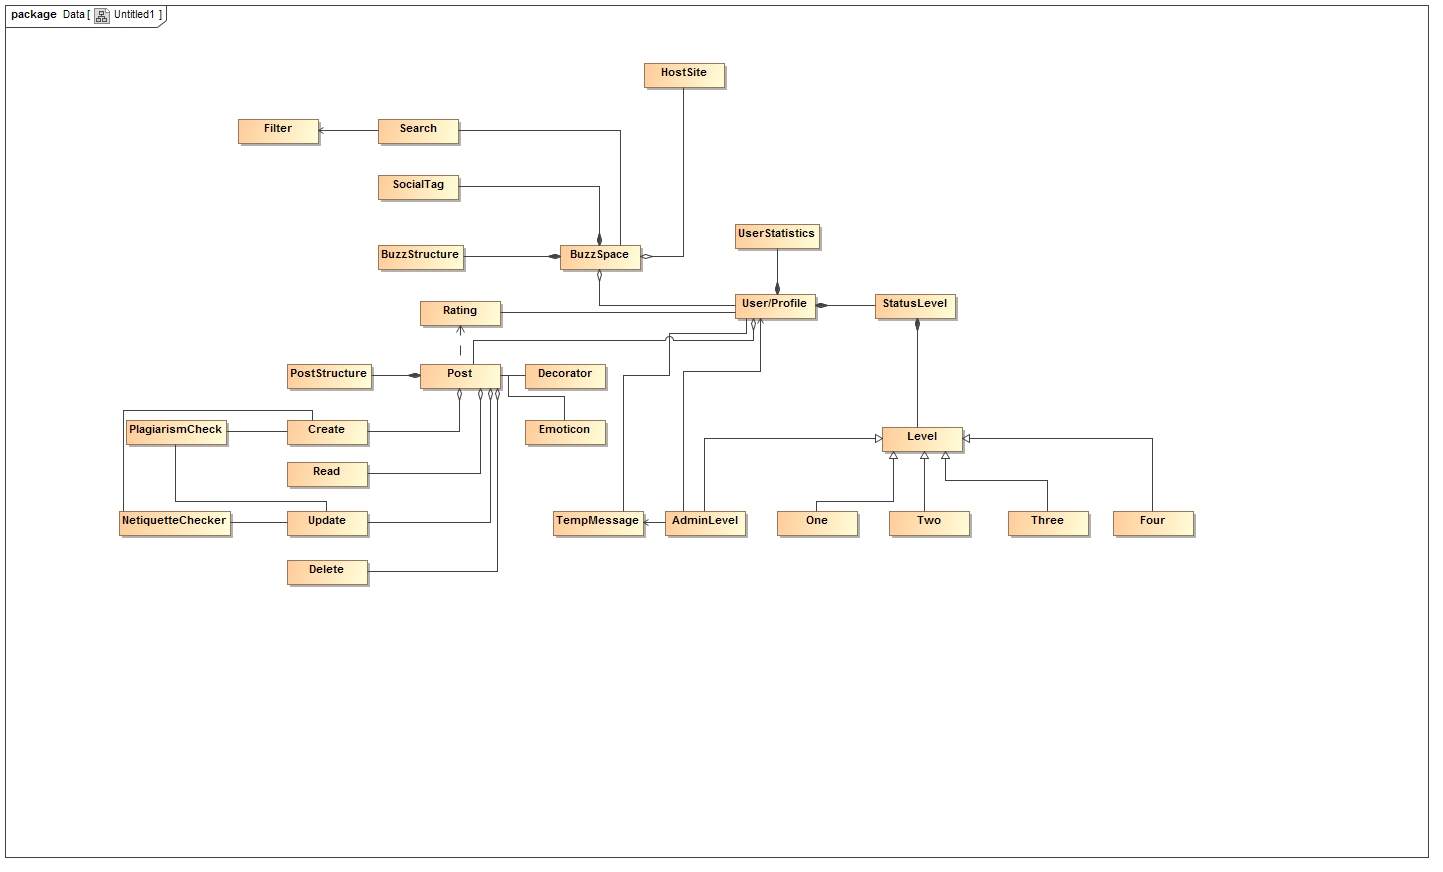 package Data [ Untitled1 ]
HostSite
Filter
Search
SocialTag
UserStatistics
BuzzStructure
BuzzSpace
User/Profile
StatusLevel
Rating
PostStructure
Post
Decorator
PlagiarismCheck
Create
Emoticon
Level
Read
NetiquetteChecker
Update
TempMessage
AdminLevel
One
Two
Three
Four
Delete